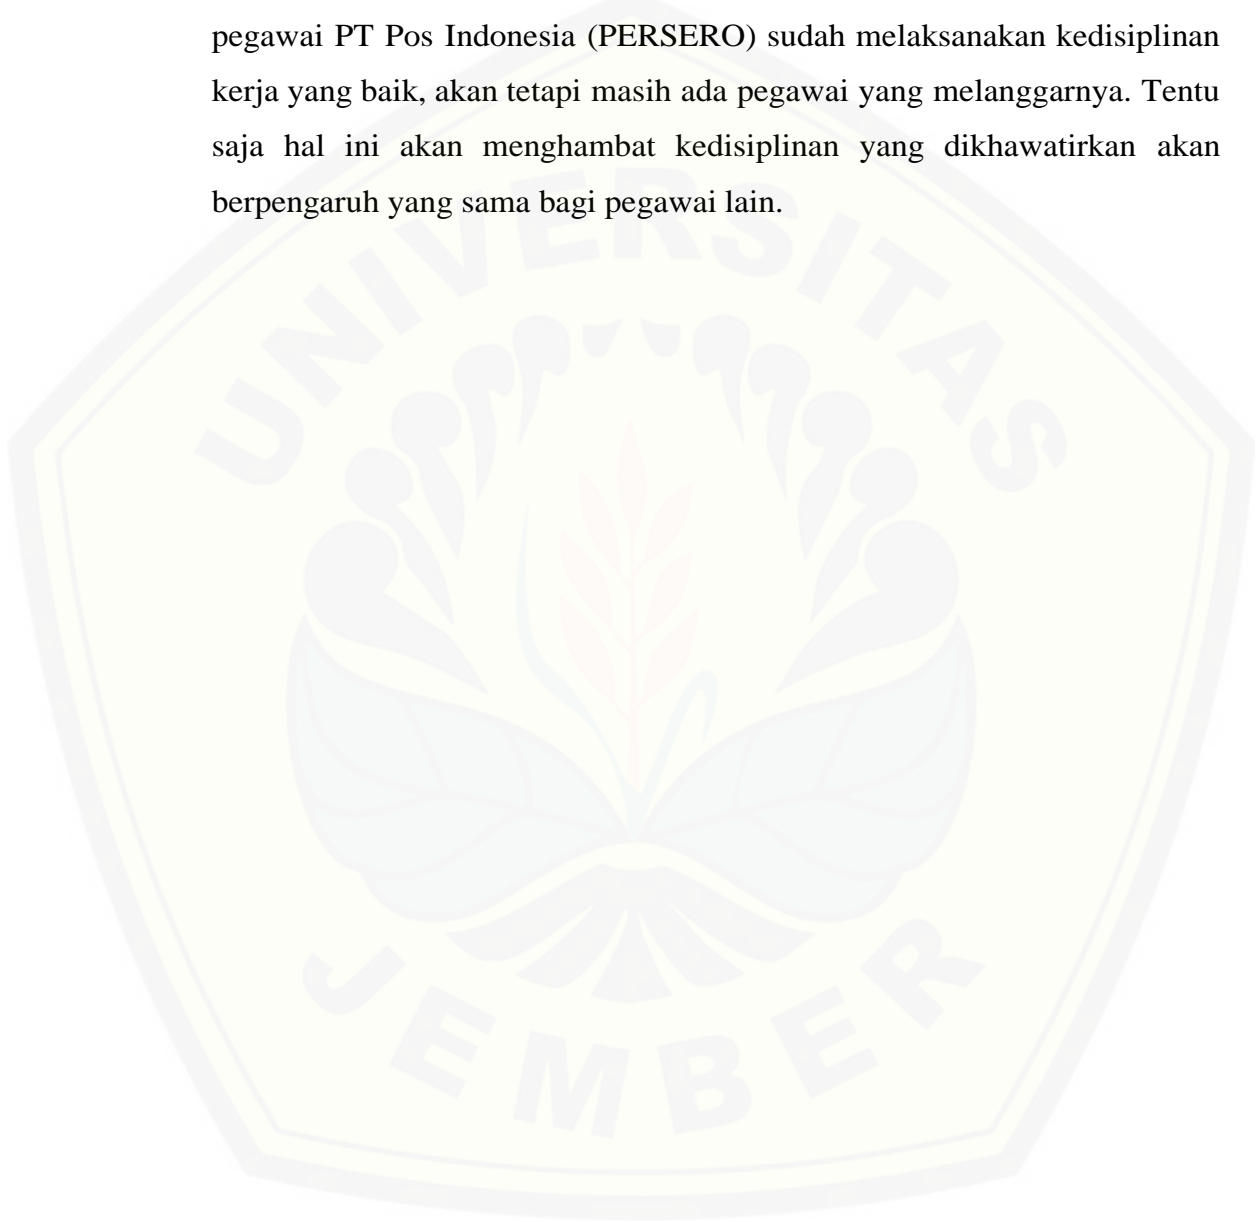 pegawai PT Pos Indonesia (PERSERO) sudah melaksanakan kedisiplinan
kerja yang baik, akan tetapi masih ada pegawai yang melanggarnya. Tentu
saja hal ini akan menghambat kedisiplinan yang dikhawatirkan akan
berpengaruh yang sama bagi pegawai lain.
UNIVERSITAS
JEMBER